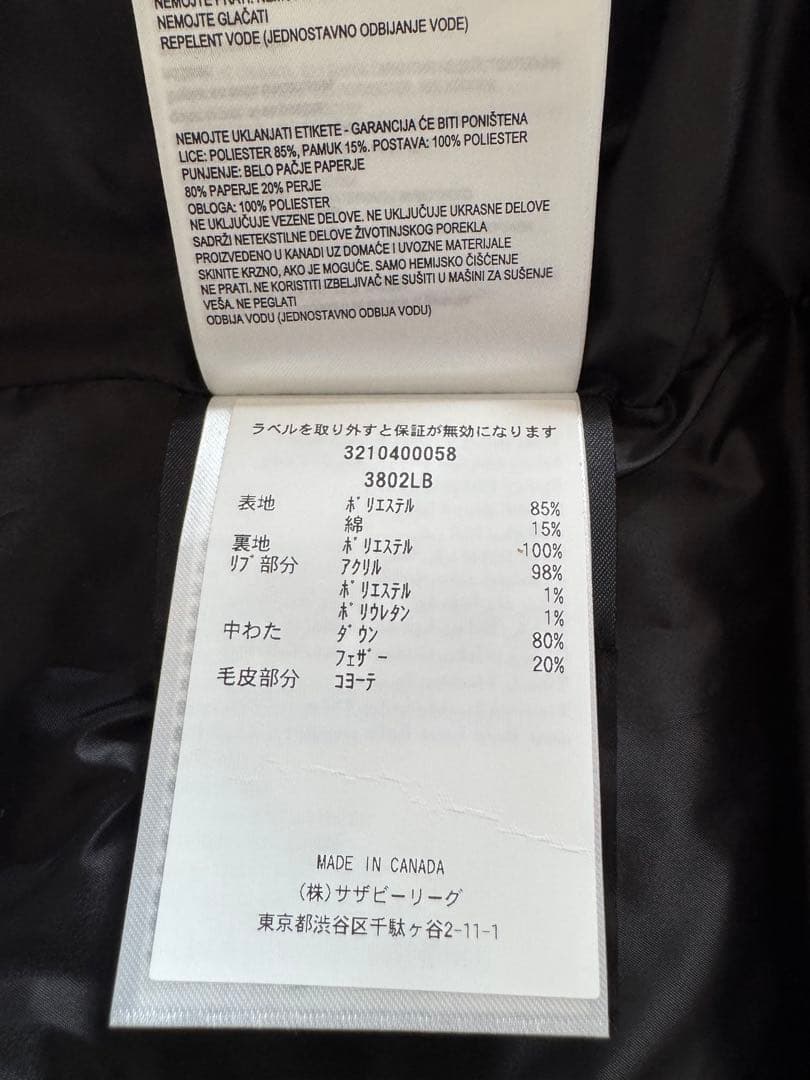 NEMOJTE GLAČATI
REPELENT VODE (JEDNOSTAVNO ODBIJANJE VODE)
NEMOJTE UKLANJATI ETIKETE - GARANCIJA ĆE BITI PONIŠTENA
LICE: POLIESTER 85%, PAMUK 15%. POSTAVA: 100% POLIESTER
PUNJENJE: BELO PAČJE PAPERJE
80% PAPERJE 20% PERJE
OBLOGA: 100% POLIESTER
NE UKLJUČUJE VEZENE DELOVE. NE UKLJUČUJE UKRASNE DELOVE
SADRŽI NETEKSTILNE DELOVE ŽIVOTINJSKOG POREKLA
PROIZVEDENO U KANADI UZ DOMAĆE I UVOZNE MATERIJALE
SKINITE KRZNO, AKO JE MOGUĆE. SAMO HEMIJSKO ČIŠĆENJE
NE PRATI. NE KORISTITI IZBELJIVAČ NE SUŠITI U MAŠINI ZA SUŠENJE
VEŠA. NE PEGLATI
ODBIJA VODU (JEDNOSTAVNO ODBIJA VODU)
ラベルを取り外すと保証が無効になります
3210400058
3802LB
表地 ﾎﾟﾘｴｽﾃﾙ 85%
綿 15%
裏地 ﾎﾟﾘｴｽﾃﾙ 100%
ﾘﾌﾞ部分 ｱｸﾘﾙ 98%
ﾎﾟﾘｴｽﾃﾙ 1%
ﾎﾟﾘｳﾚﾀﾝ 1%
中わた ﾀﾞｳﾝ 80%
ﾌｪｻﾞｰ 20%
毛皮部分 ｺﾖｰﾃ
MADE IN CANADA
(株)サザビーリーグ
東京都渋谷区千駄ヶ谷2-11-1